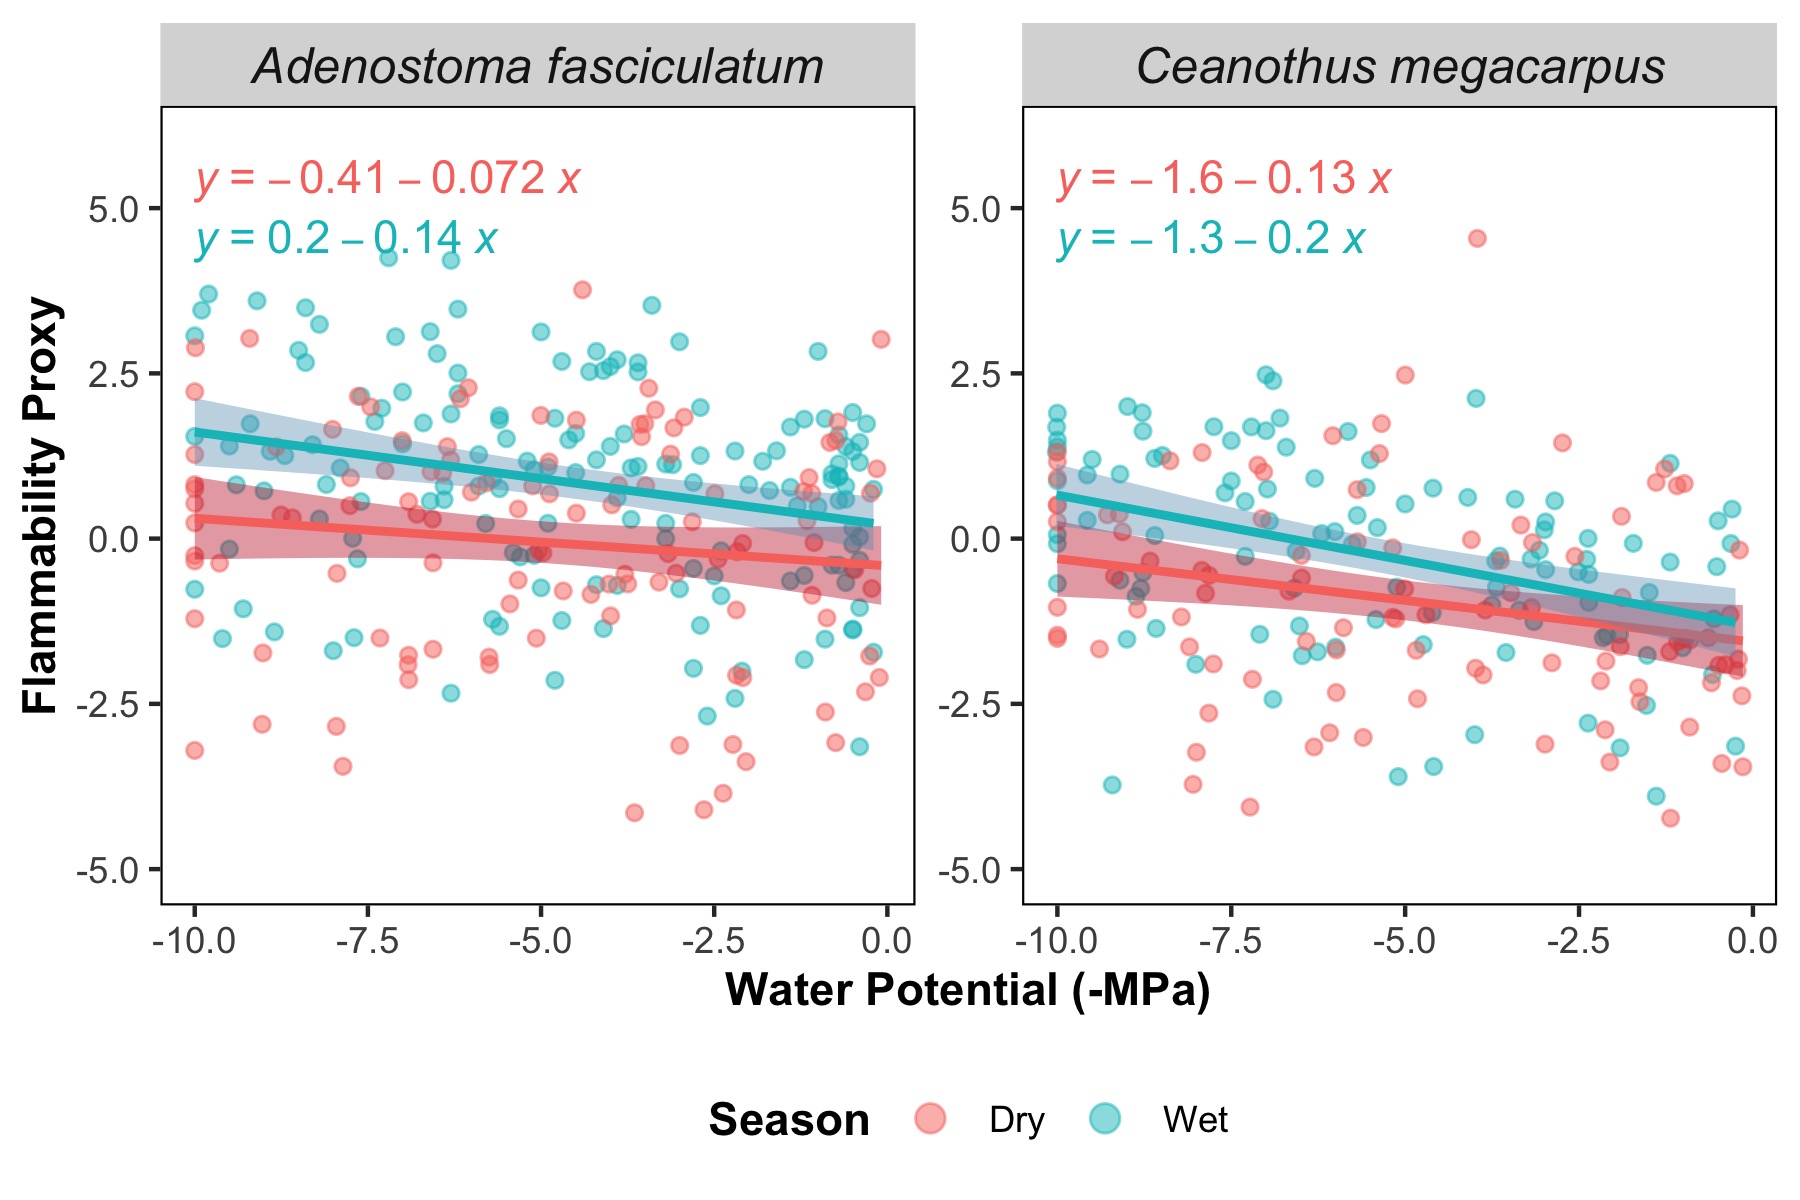 Adenostoma fasciculatum
Ceanothus megacarpus
y = – 0.41 – 0.072 x
y = 0.2 – 0.14 x
y = – 1.6 – 0.13 x
y = – 1.3 – 0.2 x
Flammability Proxy
5.0
2.5
0.0
-2.5
-5.0
5.0
2.5
0.0
-2.5
-5.0
-10.0 -7.5 -5.0 -2.5 0.0
-10.0 -7.5 -5.0 -2.5 0.0
Water Potential (-MPa)
Season Dry Wet